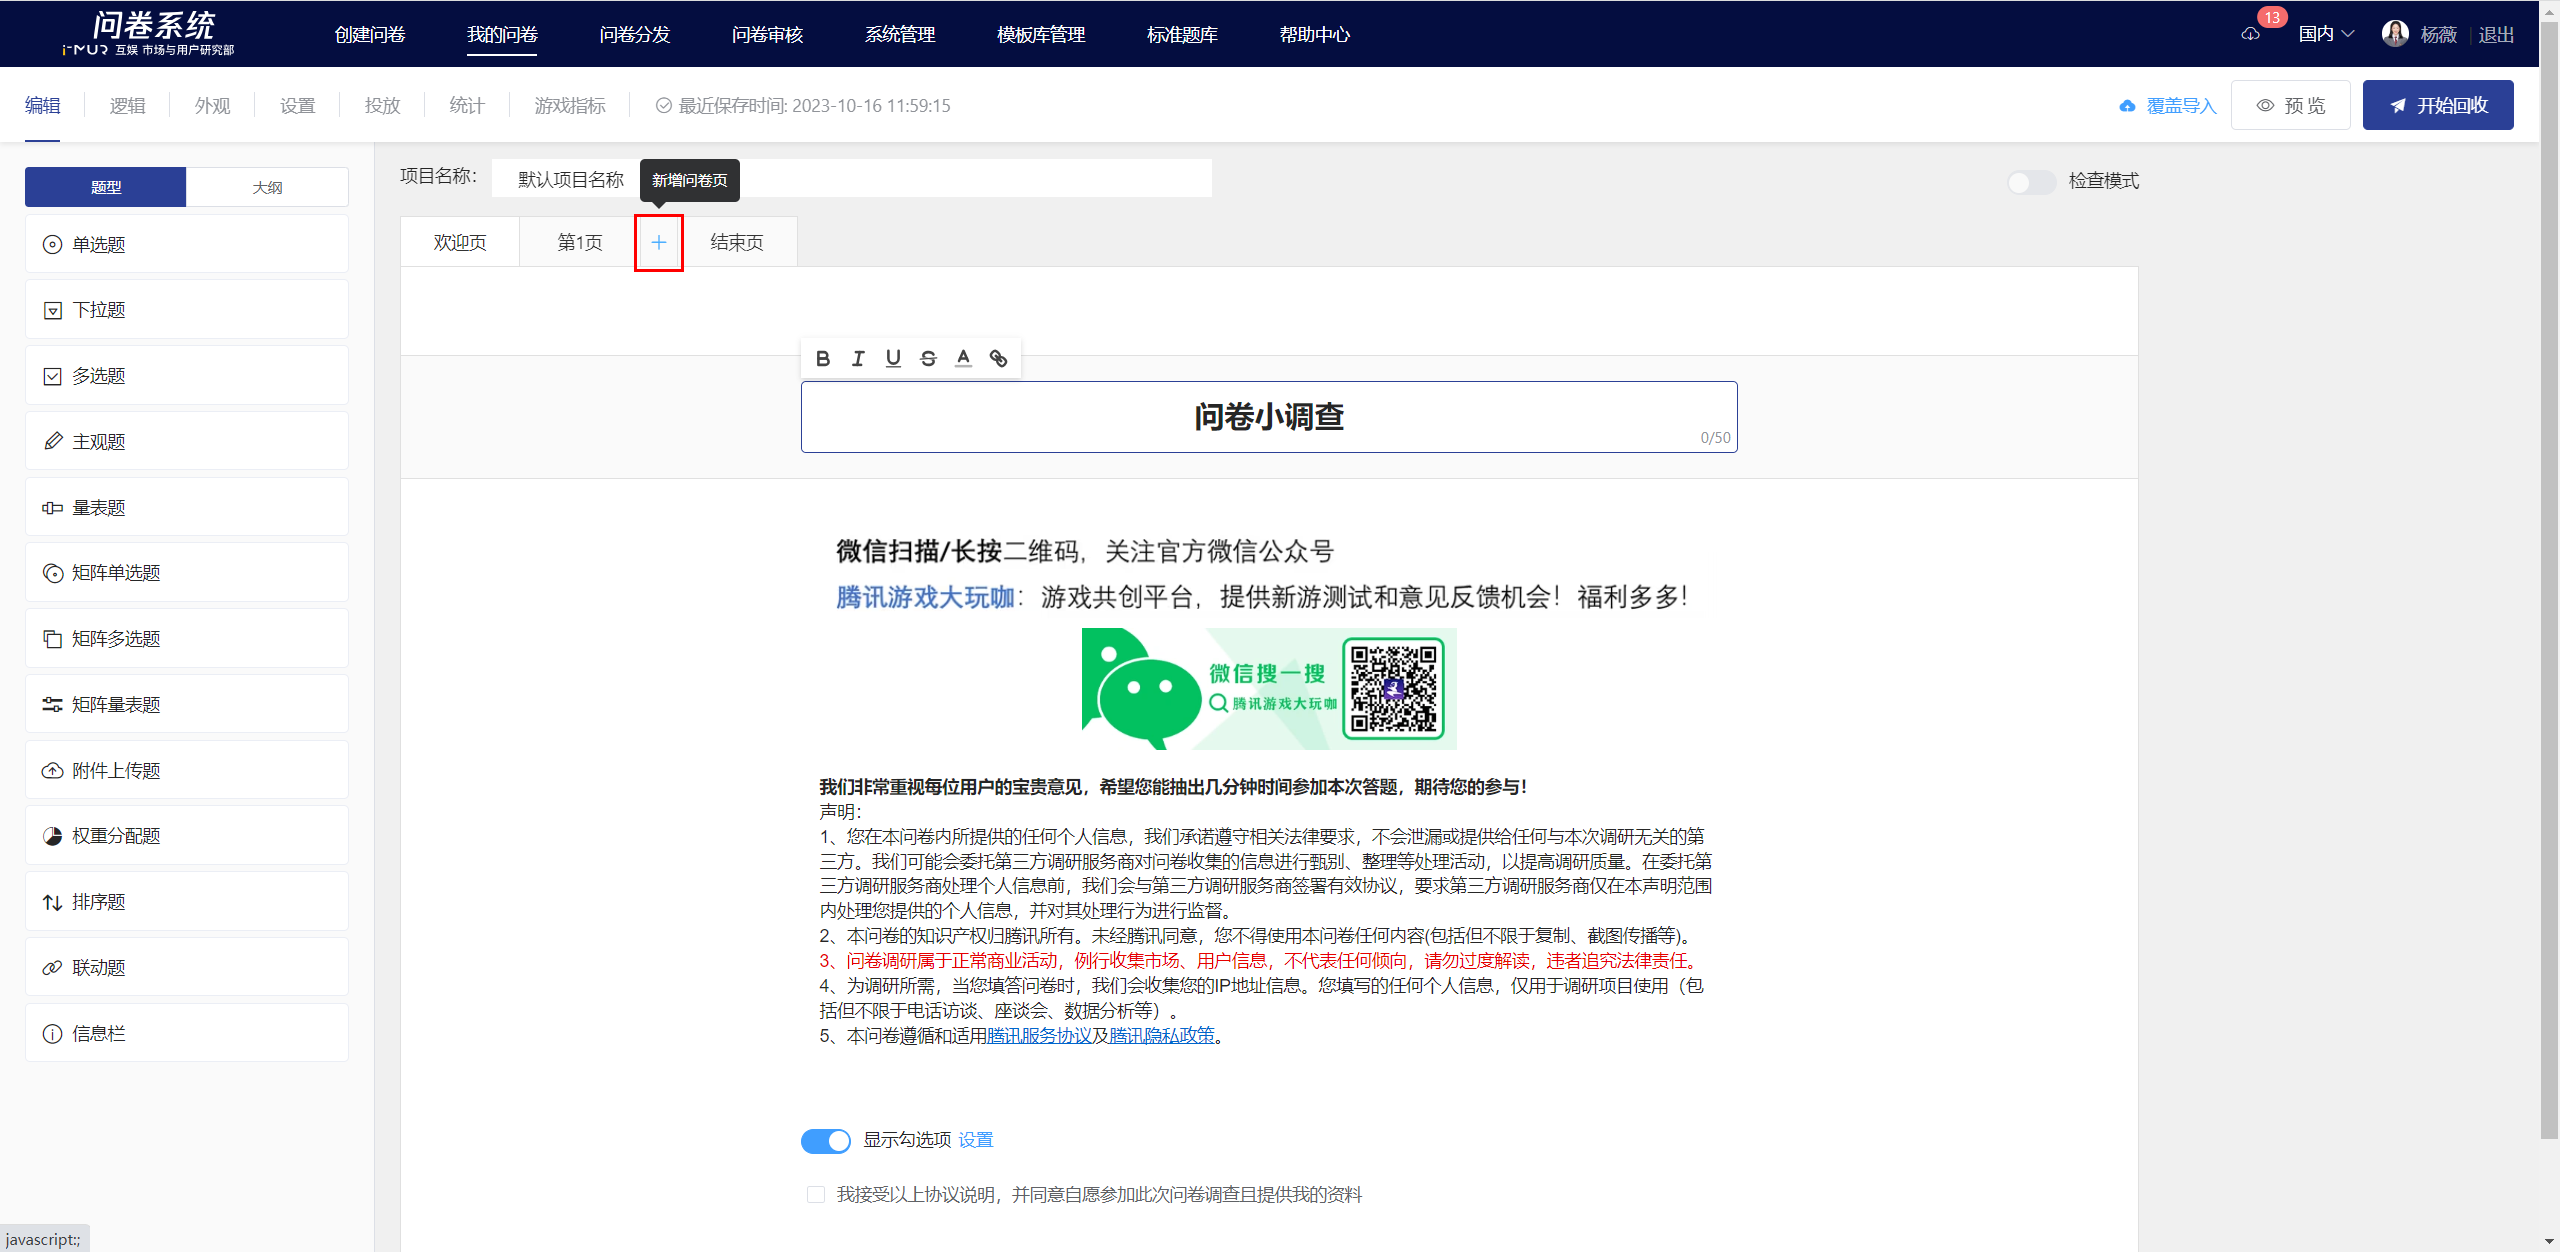 问卷系统
i-MUR 互娱 市场与用户研究部
创建问卷
我的问卷
问卷分发
问卷审核
系统管理
模板库管理
标准题库
帮助中心
13
国内
杨薇
退出
编辑
逻辑
外观
设置
投放
统计
游戏指标
最近保存时间: 2023-10-16 11:59:15
覆盖导入
预 览
开始回收
题型
大纲
单选题
下拉题
多选题
主观题
量表题
矩阵单选题
矩阵多选题
矩阵量表题
附件上传题
权重分配题
排序题
联动题
信息栏
项目名称:
默认项目名称
新增问卷页
检查模式
欢迎页
第1页
+
结束页
B I U S A
问卷小调查
0/50
微信扫描/长按二维码，关注官方微信公众号
腾讯游戏大玩咖：游戏共创平台，提供新游测试和意见反馈机会！福利多多！
微信搜一搜
腾讯游戏大玩咖
我们非常重视每位用户的宝贵意见，希望您能抽出几分钟时间参加本次答题，期待您的参与！
声明：
1、您在本问卷内所提供的任何个人信息，我们承诺遵守相关法律要求，不会泄漏或提供给任何与本次调研无关的第
三方。我们可能会委托第三方调研服务商对问卷收集的信息进行甄别、整理等处理活动，以提高调研质量。在委托第
三方调研服务商处理个人信息前，我们会与第三方调研服务商签署有效协议，要求第三方调研服务商仅在本声明范围
内处理您提供的个人信息，并对其处理行为进行监督。
2、本问卷的知识产权归腾讯所有。未经腾讯同意，您不得使用本问卷任何内容(包括但不限于复制、截图传播等)。
3、问卷调研属于正常商业活动，例行收集市场、用户信息，不代表任何倾向，请勿过度解读，违者追究法律责任。
4、为调研所需，当您填答问卷时，我们会收集您的IP地址信息。您填写的任何个人信息，仅用于调研项目使用（包
括但不限于电话访谈、座谈会、数据分析等）。
5、本问卷遵循和适用腾讯服务协议及腾讯隐私政策。
显示勾选项 设置
我接受以上协议说明，并同意自愿参加此次问卷调查且提供我的资料
javascript:;